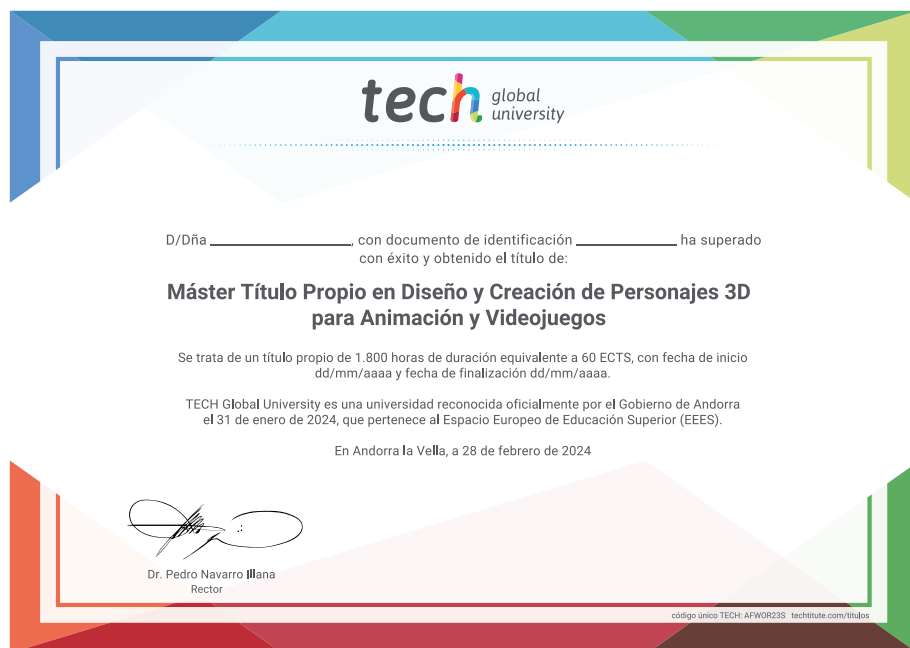 tech global
university
D/Dña ______________, con documento de identificación __________ ha superado
con éxito y obtenido el título de:
Máster Título Propio en Diseño y Creación de Personajes 3D
para Animación y Videojuegos
Se trata de un título propio de 1.800 horas de duración equivalente a 60 ECTS, con fecha de inicio
dd/mm/aaaa y fecha de finalización dd/mm/aaaa.
TECH Global University es una universidad reconocida oficialmente por el Gobierno de Andorra
el 31 de enero de 2024, que pertenece al Espacio Europeo de Educación Superior (EEES).
En Andorra la Vella, a 28 de febrero de 2024
Dr. Pedro Navarro Illana
Rector
código único TECH: AFWOR23S techtitute.com/titulos